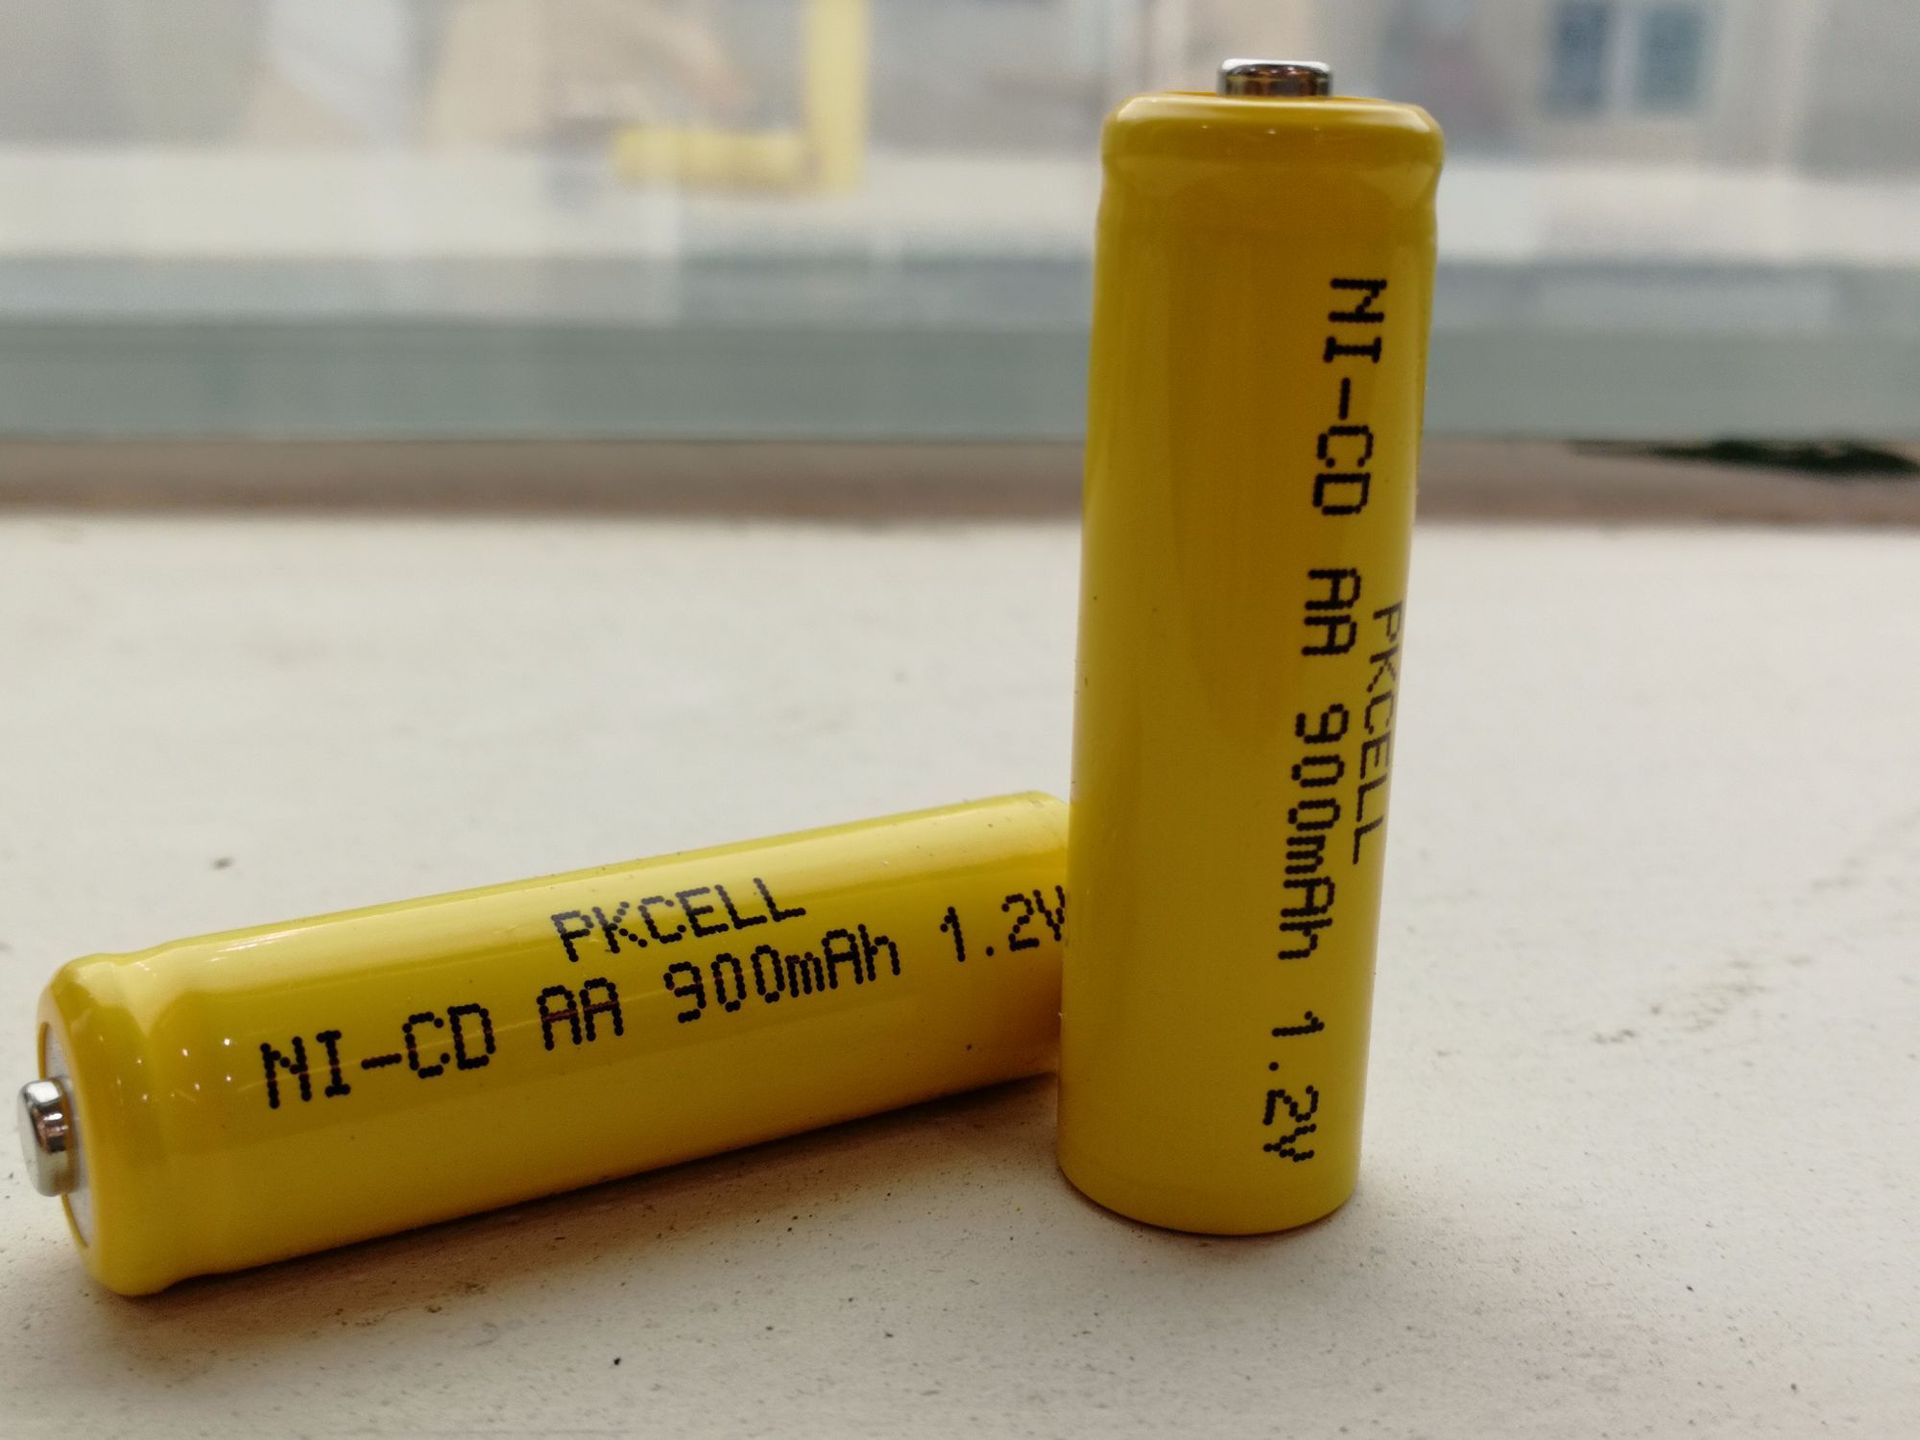 PKCELL
NI-CD AA 900mAh 1.2V
PKCELL
NI-CD AA 900mAh 1.2V